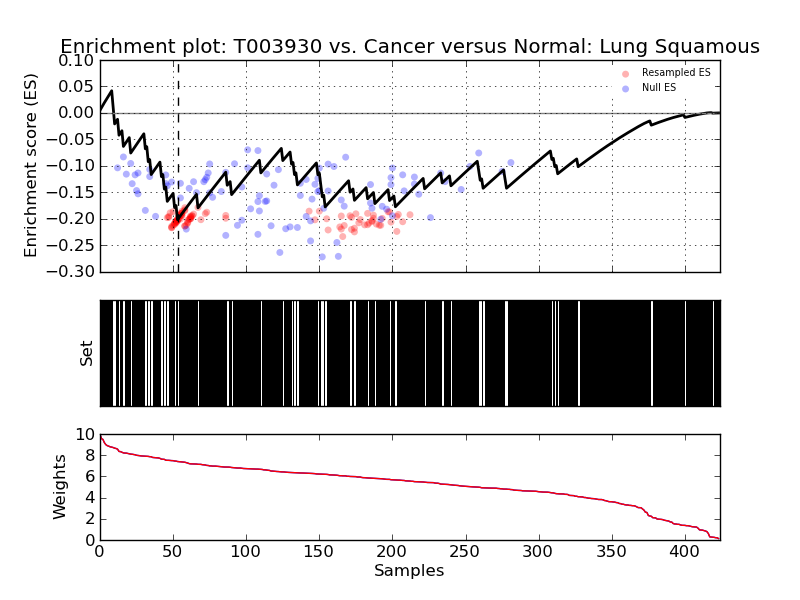 Enrichment plot: T003930 vs. Cancer versus Normal: Lung Squamous
Enrichment score (ES)
0.10
0.05
0.00
−0.05
−0.10
−0.15
−0.20
−0.25
−0.30
Resampled ES
Null ES
Set
Weights
10
8
6
4
2
0
0 50 100 150 200 250 300 350 400
Samples